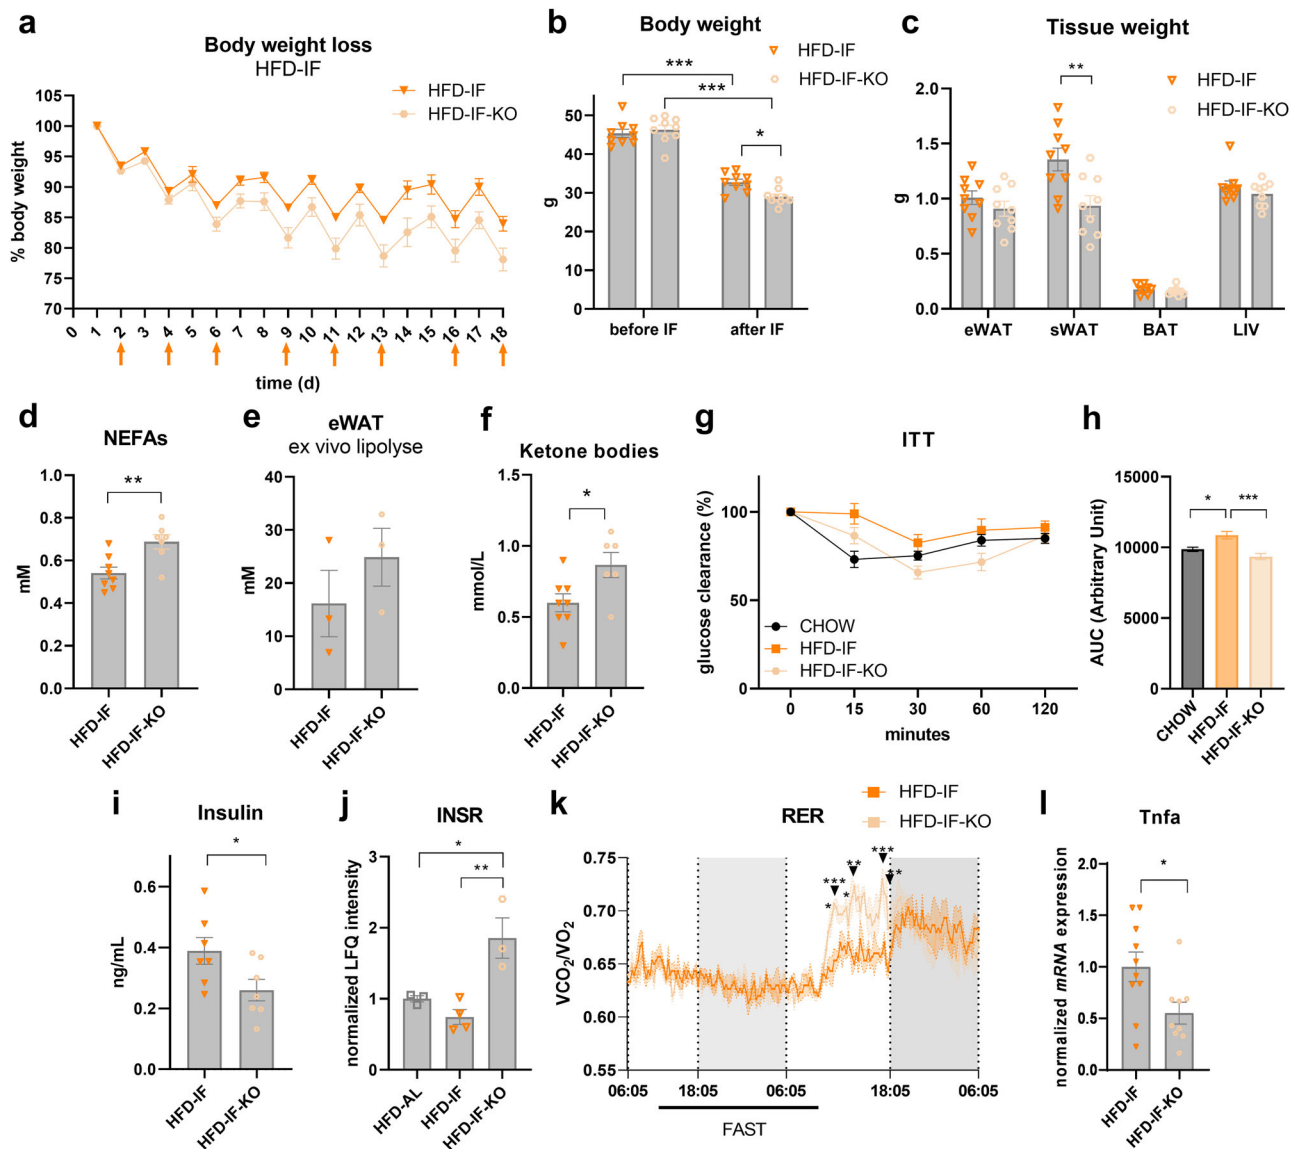 a
Body weight loss
HFD-IF
HFD-IF
HFD-IF-KO
% body weight
105
100
95
90
85
80
75
70
0 1 2 3 4 5 6 7 8 9 10 11 12 13 14 15 16 17 18
time (d)
b
Body weight
HFD-IF
HFD-IF-KO
***
***
*
g
50
40
30
20
10
0
before IF after IF
c
Tissue weight
HFD-IF
HFD-IF-KO
**
g
2.0
1.5
1.0
0.5
0.0
eWAT sWAT BAT LIV
d
NEFAs
**
mM
1.0
0.8
0.6
0.4
0.2
0.0
HFD-IF
HFD-IF-KO
e
eWAT
ex vivo lipolyse
mM
40
30
20
10
0
HFD-IF
HFD-IF-KO
f
Ketone bodies
*
mmol/L
1.5
1.0
0.5
0.0
HFD-IF
HFD-IF-KO
g
ITT
glucose clearance (%)
100
50
0
CHOW
HFD-IF
HFD-IF-KO
0 15 30 60 120
minutes
h
AUC (Arbitrary Unit)
15000
10000
5000
0
* ***
CHOW
HFD-IF
HFD-IF-KO
i
Insulin
*
ng/mL
0.6
0.4
0.2
0.0
HFD-IF
HFD-IF-KO
j
INSR
*
**
normalized LFQ intensity
3
2
1
0
HFD-AL
HFD-IF
HFD-IF-KO
k
HFD-IF
HFD-IF-KO
RER
VCO2/VO2
0.75
0.70
0.65
0.60
0.55
* *** * ** *** **
06:05 18:05 06:05 18:05 06:05
FAST
l
Tnfa
*
normalized mRNA expression
2.0
1.5
1.0
0.5
0.0
HFD-IF
HFD-IF-KO